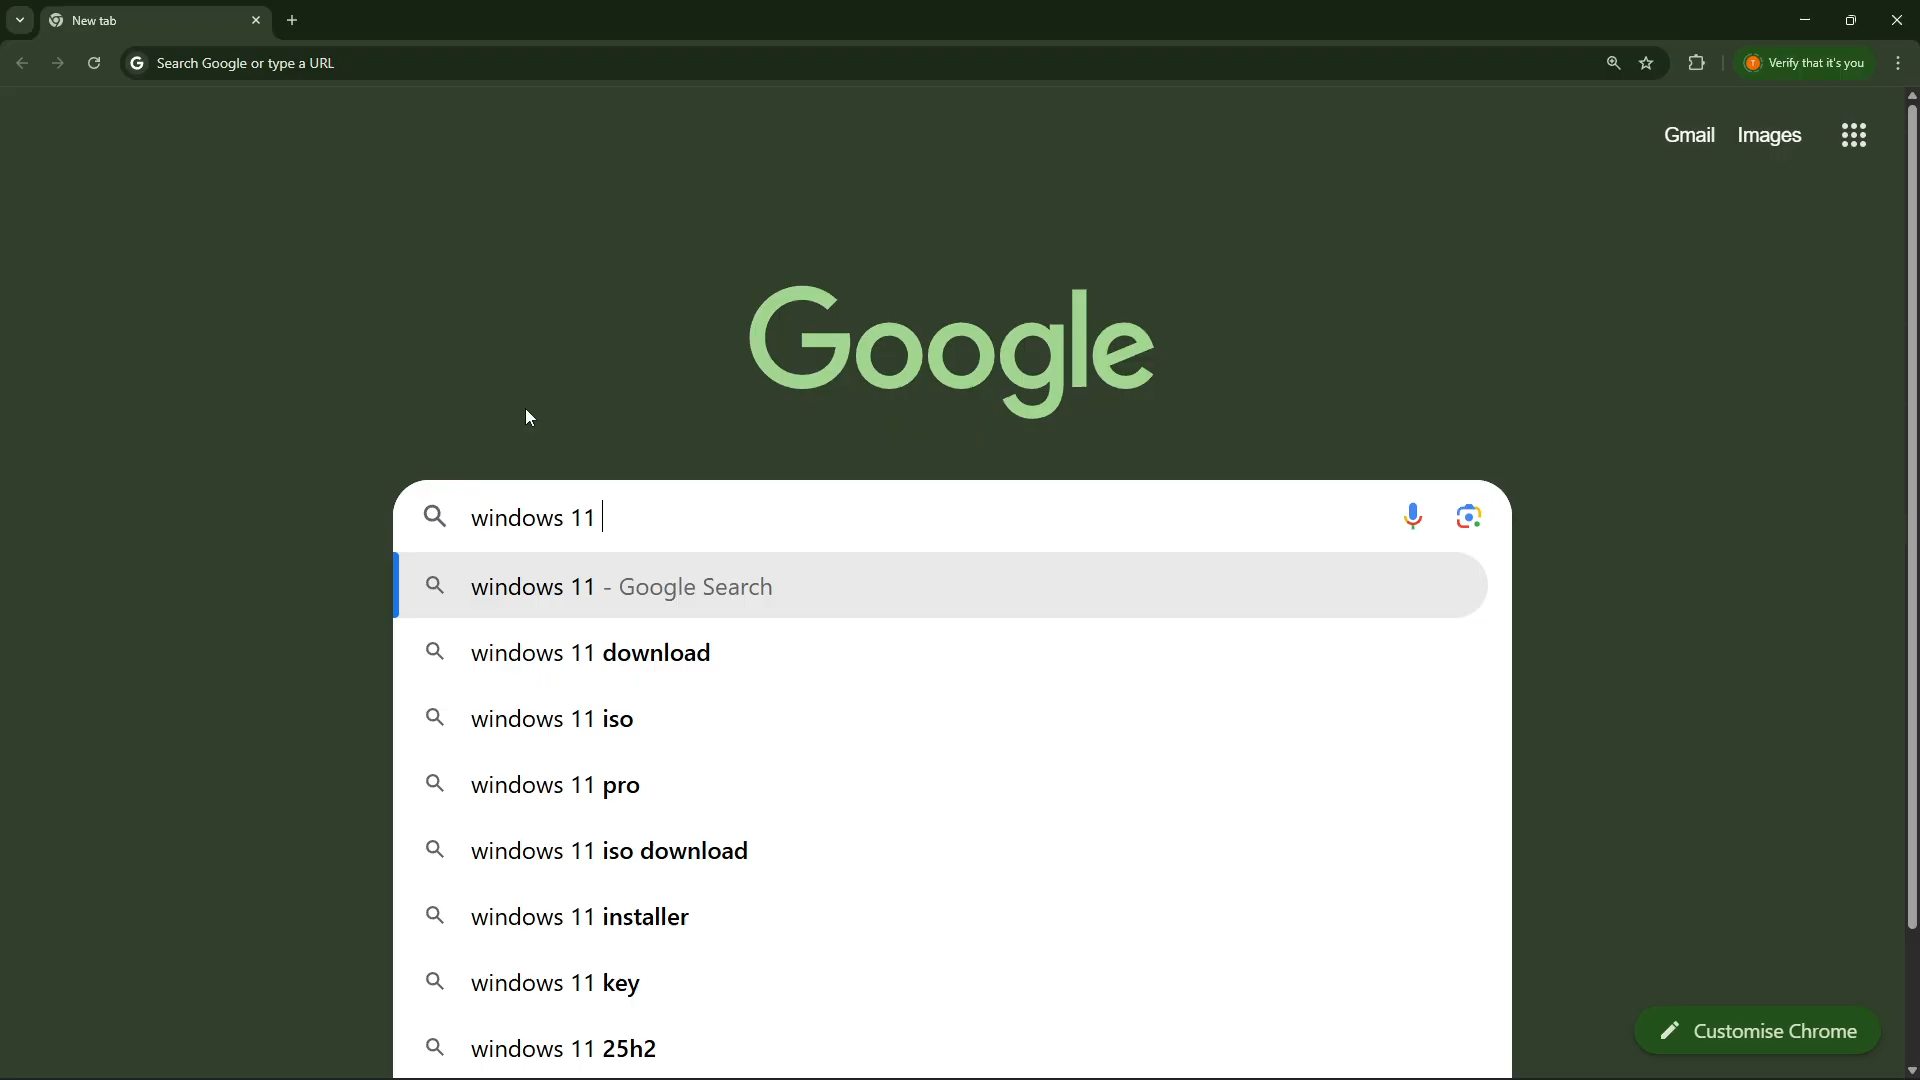 New tab
Search Google or type a URL
Verify that it's you
Gmail Images
Google
windows 11
windows 11 - Google Search
windows 11 download
windows 11 iso
windows 11 pro
windows 11 iso download
windows 11 installer
windows 11 key
windows 11 25h2
Customise Chrome